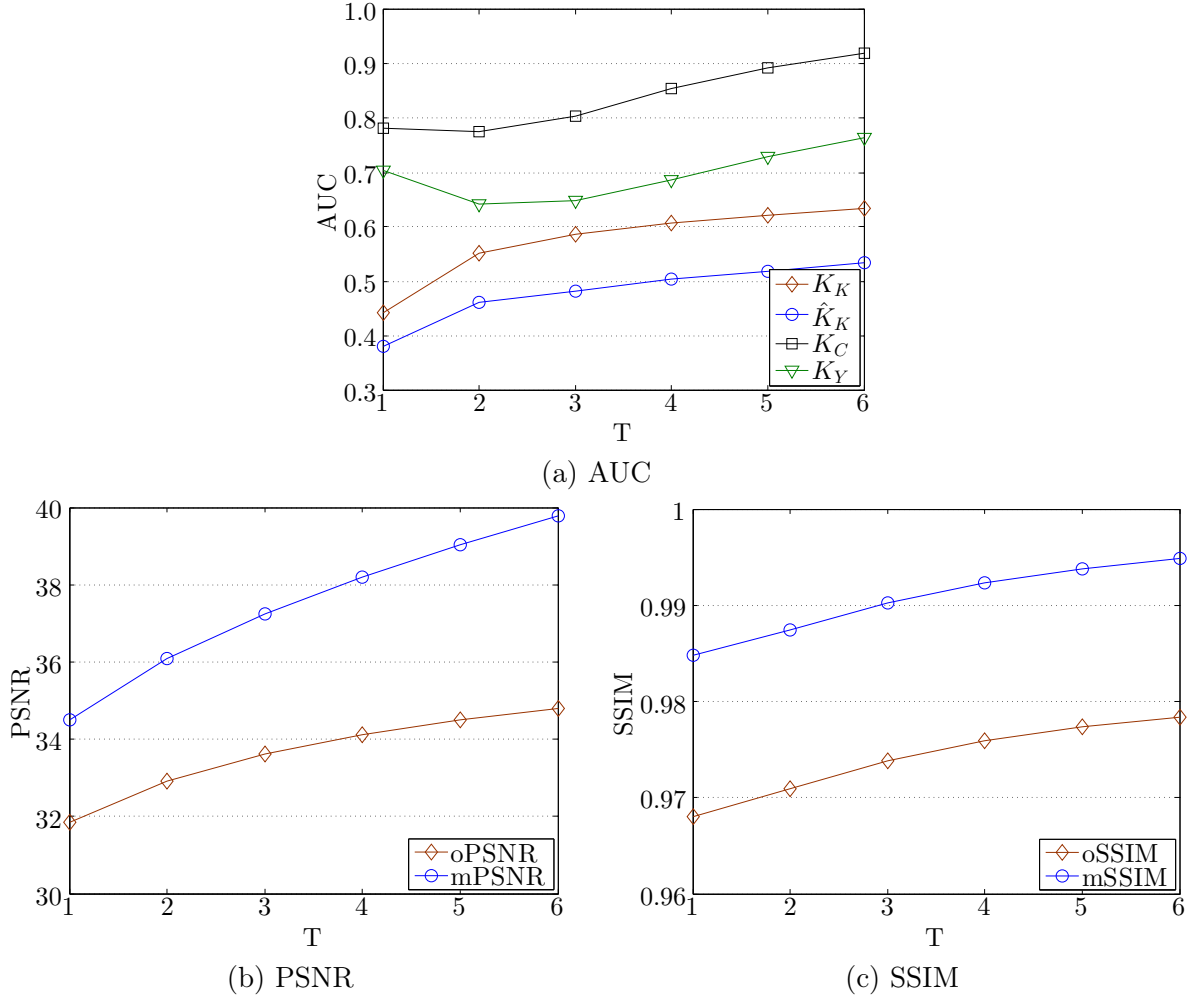 1.0
0.9
0.8
0.7
0.6
0.5
0.4
0.3
AUC
K_K
K̂_K
K_C
K_Y
1 2 3 4 5 6
T
(a) AUC
40
38
36
34
32
30
PSNR
oPSNR
mPSNR
1 2 3 4 5 6
T
(b) PSNR
1
0.99
0.98
0.97
0.96
SSIM
oSSIM
mSSIM
1 2 3 4 5 6
T
(c) SSIM